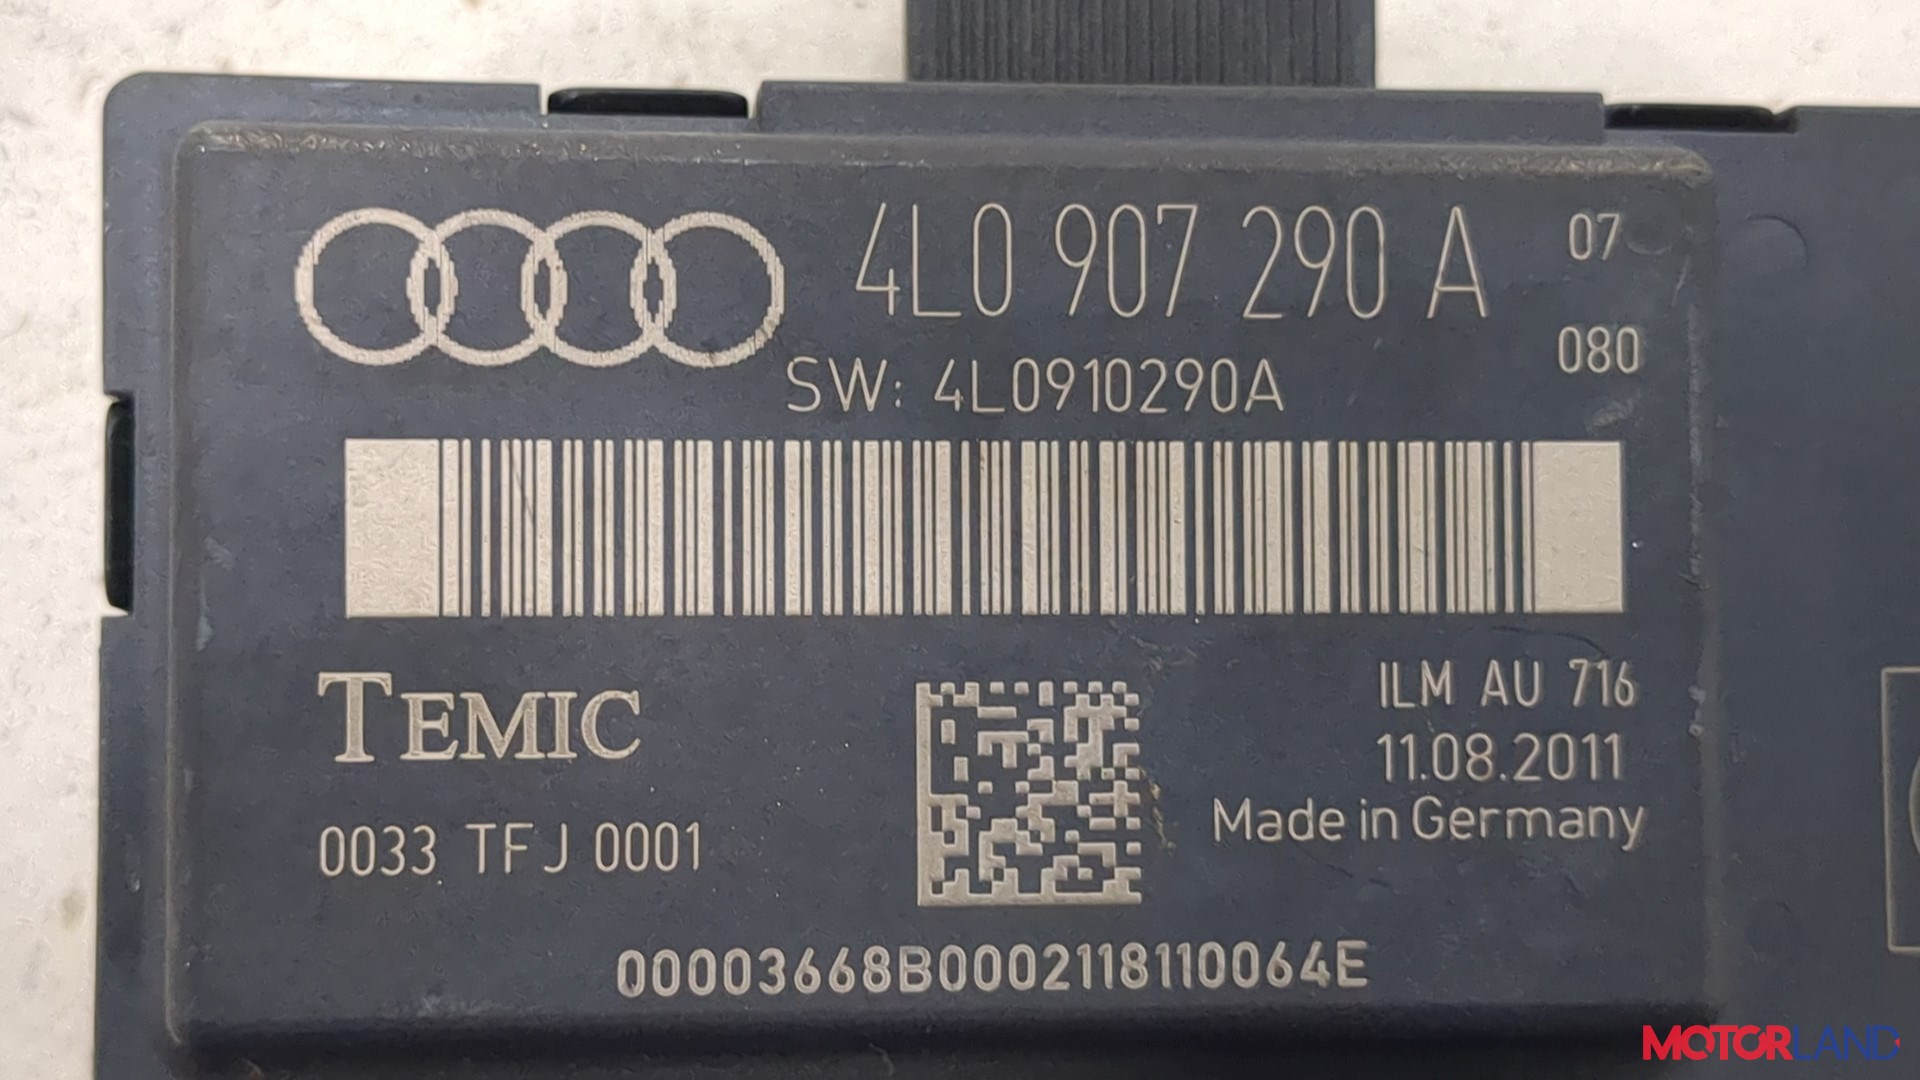 4L0 907 290 A 07
080
SW: 4L0910290A
TEMIC
ILM AU 716
11.08.2011
Made in Germany
0033 TFJ 0001
00003668B0002118110064E
MOTORLAND